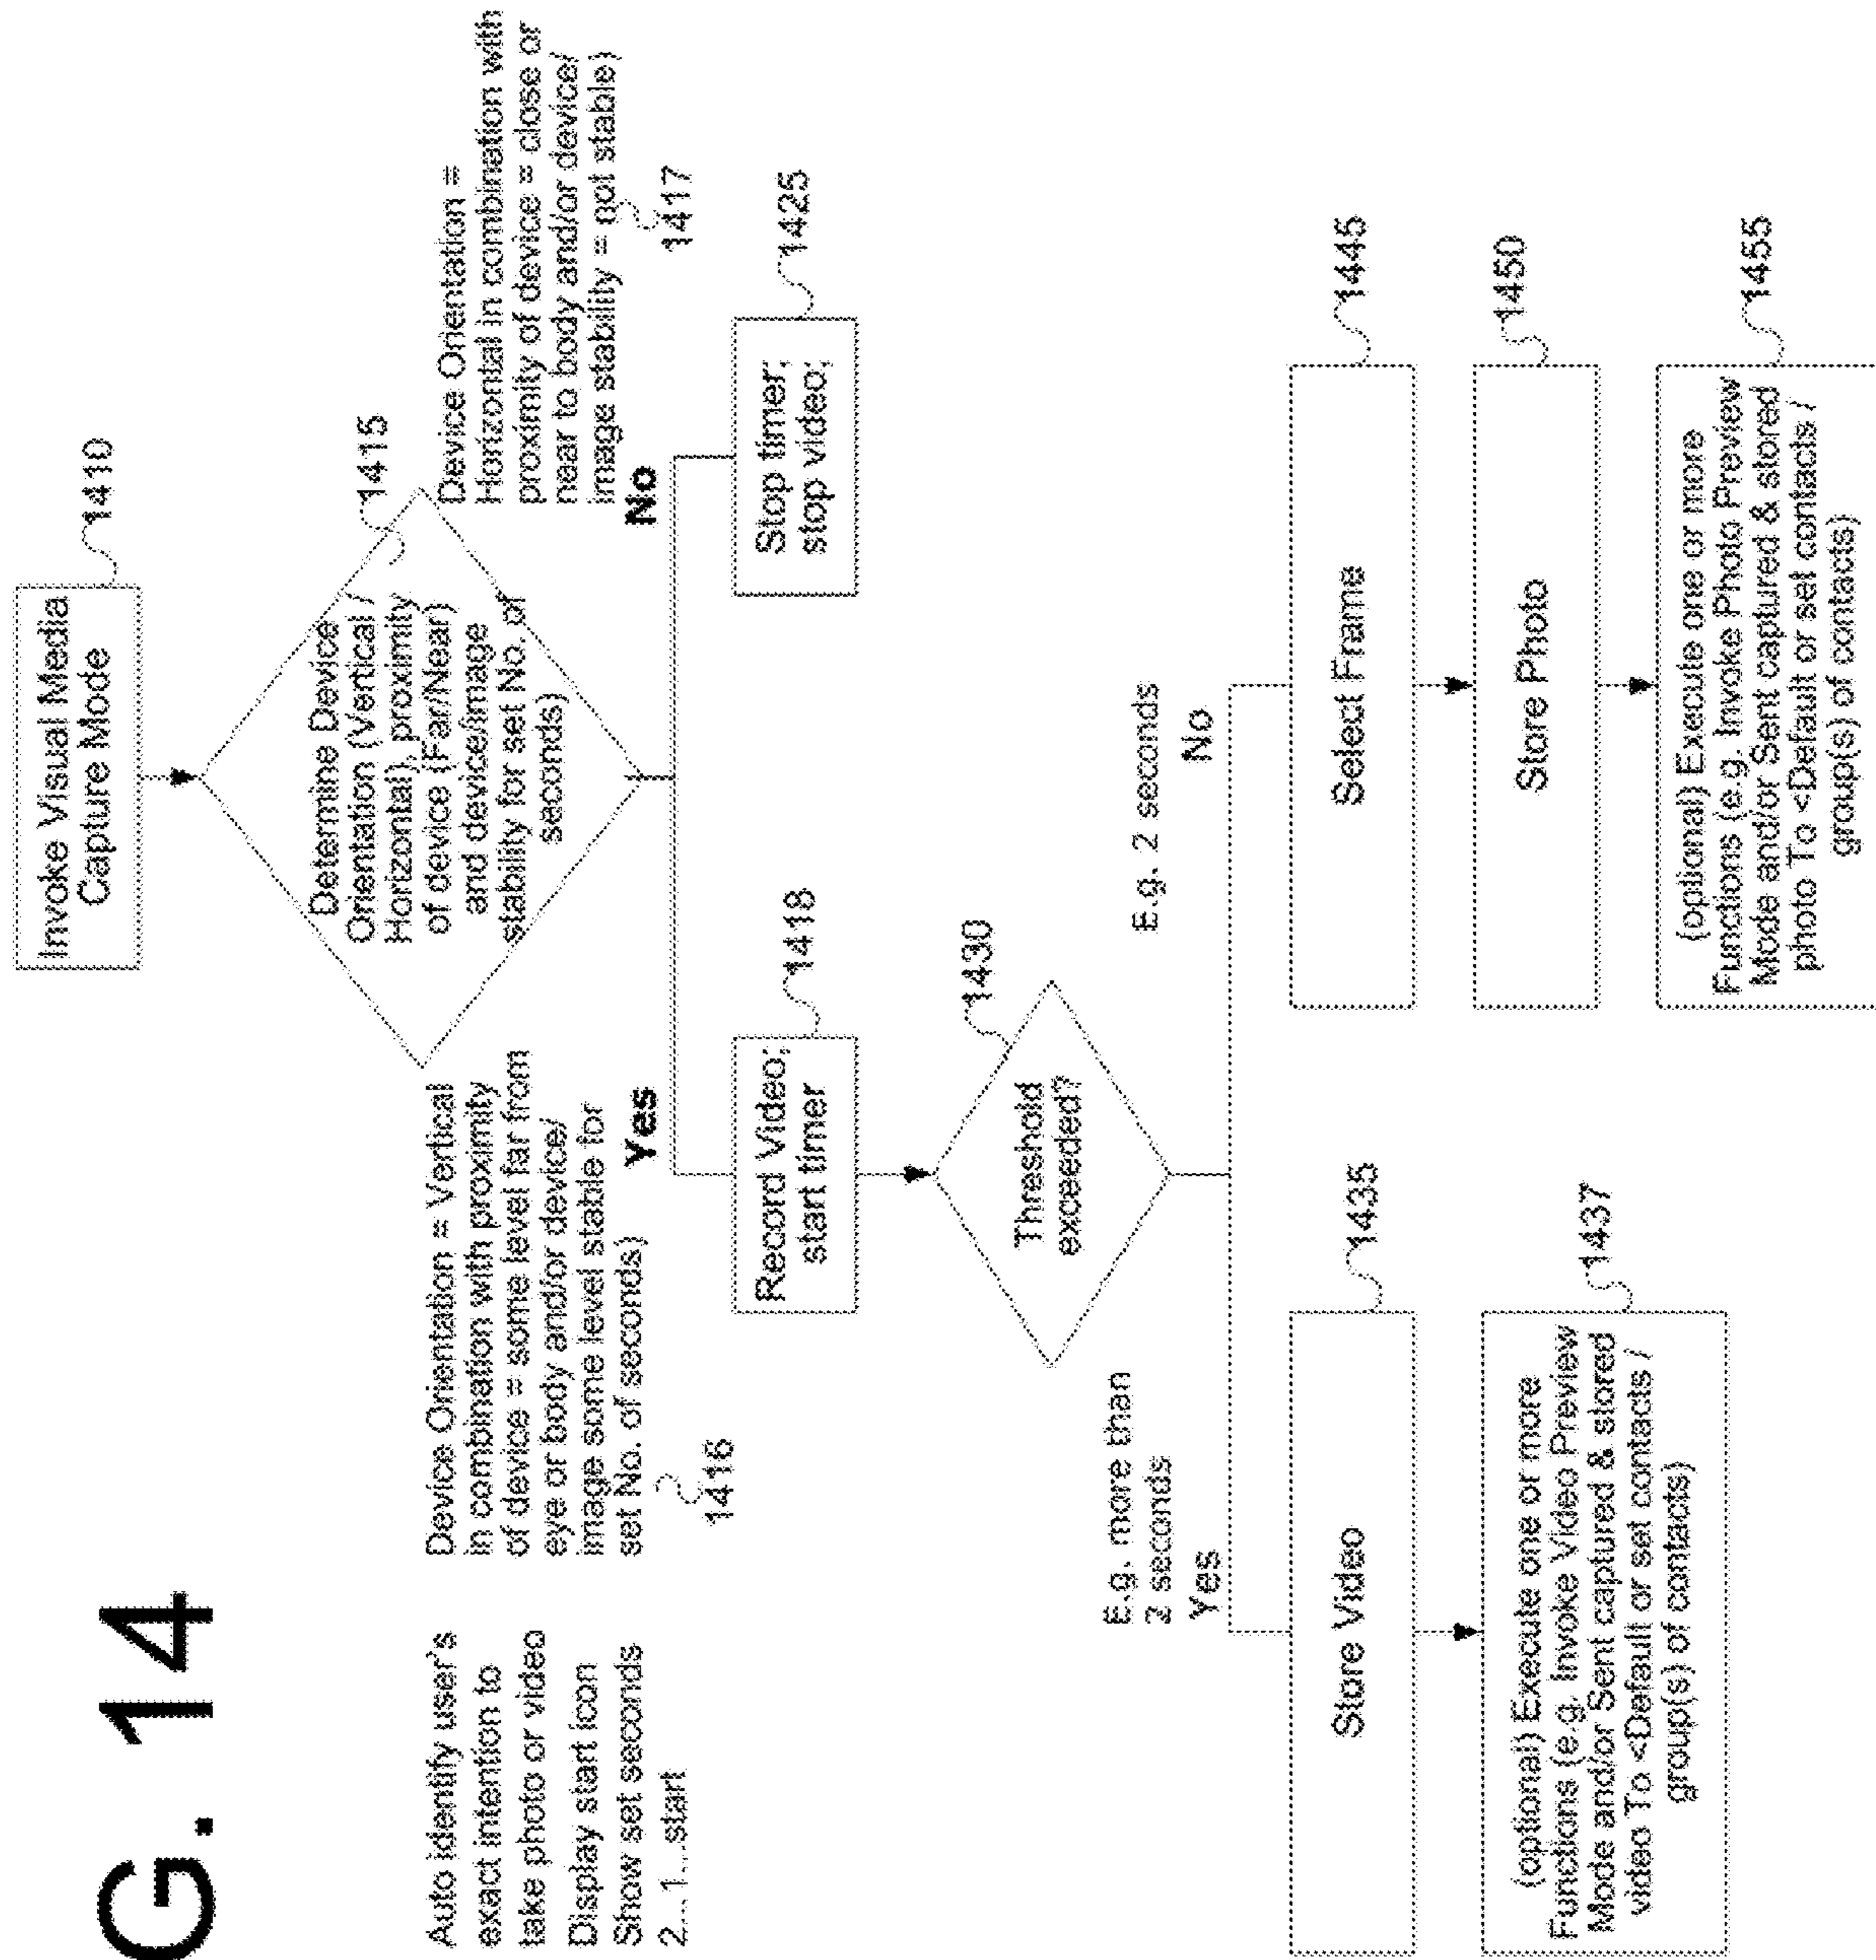 G. 14
Invoke Visual Media
Capture Mode
1410
Auto identify user's
exact intention to
take photo or video
Display start icon
Show set seconds
2...1...start
Device Orientation = Vertical
in combination with proximity
of device = some level far from
eye or body and/or device/
image some level stable for
set No. of seconds)
1416
Yes
Determine Device
Orientation (Vertical /
Horizontal), proximity
of device (Far/Near)
and device/image
stability for set No. of
seconds)
1415
Device Orientation =
Horizontal in combination with
proximity of device = close or
near to body and/or device/
image stability = not stable)
1417
No
Record Video;
start timer
1418
Stop timer;
stop video;
1425
Threshold
exceeded?
1430
E.g. more than
2 seconds
Yes
E.g. 2 seconds
No
Store Video
1435
Select Frame
1445
(optional) Execute one or more
Functions (e.g. Invoke Video Preview
Mode and/or Sent captured & stored
video To <Default or set contacts /
group(s) of contacts)
1437
Store Photo
1450
(optional) Execute one or more
Functions (e.g. Invoke Photo Preview
Mode and/or Sent captured & stored
photo To <Default or set contacts /
group(s) of contacts)
1455